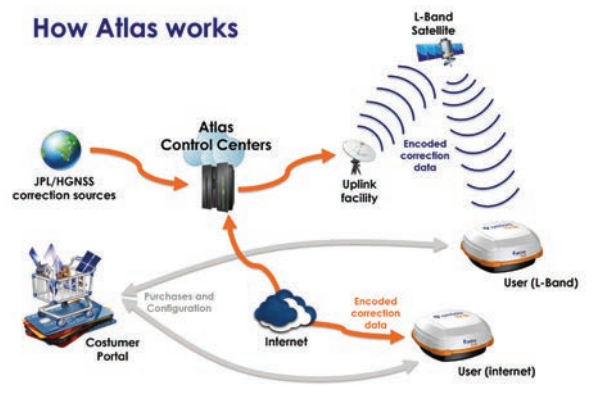 How Atlas works
L-Band
Satellite
Atlas
Control Centers
Encoded
correction
data
JPL/HGNSS
correction sources
Uplink
facility
User (L-Band)
Purchases and
Configuration
Encoded
correction
data
Costumer
Portal
Internet
User (internet)